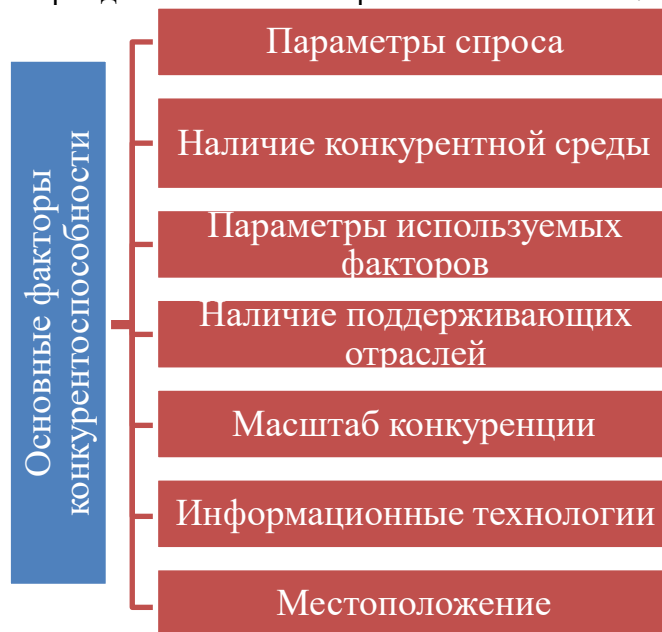 Основные факторы
конкурентоспособности
Параметры спроса
Наличие конкурентной среды
Параметры используемых
факторов
Наличие поддерживающих
отраслей
Масштаб конкуренции
Информационные технологии
Местоположение